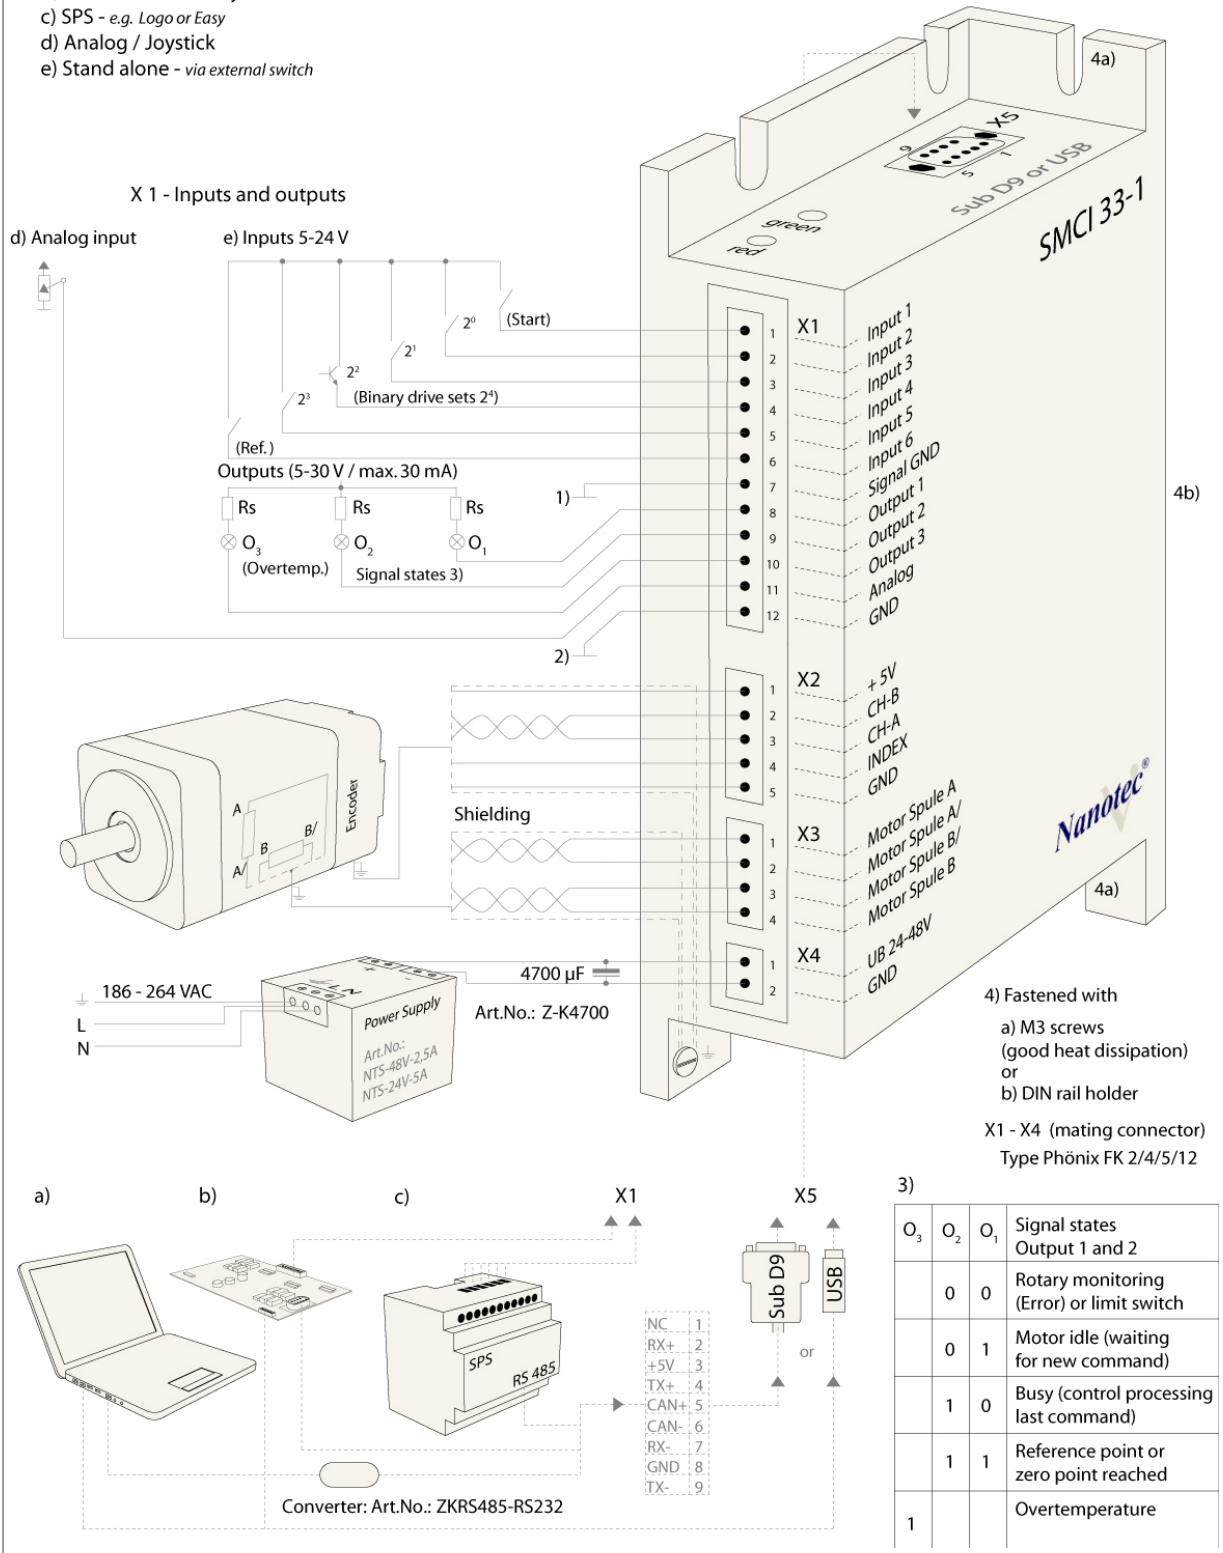 c) SPS - e.g. Logo or Easy
d) Analog / Joystick
e) Stand alone - via external switch
4a)
X5
9
1
5
Sub D9 or USB
green
red
SMCI 33-1
X 1 - Inputs and outputs
d) Analog input
e) Inputs 5-24 V
(Start)
2⁰
2¹
2²
2³
(Binary drive sets 2⁴)
(Ref.)
Outputs (5-30 V / max. 30 mA)
Rs
Rs
Rs
O₃
O₂
O₁
(Overtemp.)
Signal states 3)
1)
2)
X1
1
2
3
4
5
6
7
8
9
10
11
12
Input 1
Input 2
Input 3
Input 4
Input 5
Input 6
Signal GND
Output 1
Output 2
Output 3
Analog
GND
4b)
X2
1
2
3
4
5
+ 5V
CH-B
CH-A
INDEX
GND
Shielding
Encoder
A
A/
B
B/
X3
1
2
3
4
Motor Spule A
Motor Spule A/
Motor Spule B/
Motor Spule B
Nanotec®
4a)
X4
1
2
UB 24-48V
GND
4700 µF
Art.No.: Z-K4700
186 - 264 VAC
L
N
+
-
L N
Power Supply
Art.No.:
NTS-48V-2,5A
NTS-24V-5A
4) Fastened with
a) M3 screws
(good heat dissipation)
or
b) DIN rail holder
X1 - X4 (mating connector)
Type Phönix FK 2/4/5/12
a)
b)
c)
X1
X5
SPS
RS 485
Sub D9
or
USB
NC 1
RX+ 2
+5V 3
TX+ 4
CAN+ 5
CAN- 6
RX- 7
GND 8
TX- 9
Converter: Art.No.: ZKRS485-RS232
3)
O₃ O₂ O₁ Signal states
Output 1 and 2
0 0 Rotary monitoring
(Error) or limit switch
0 1 Motor idle (waiting
for new command)
1 0 Busy (control processing
last command)
1 1 Reference point or
zero point reached
1 Overtemperature